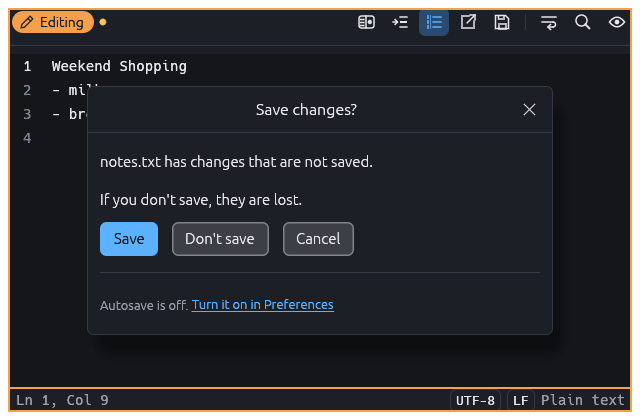 Editing
1 Weekend Shopping
2 -
3 -
4
Save changes?
notes.txt has changes that are not saved.
If you don't save, they are lost.
Save Don't save Cancel
Autosave is off. Turn it on in Preferences
Ln 1, Col 9 UTF-8 LF Plain text